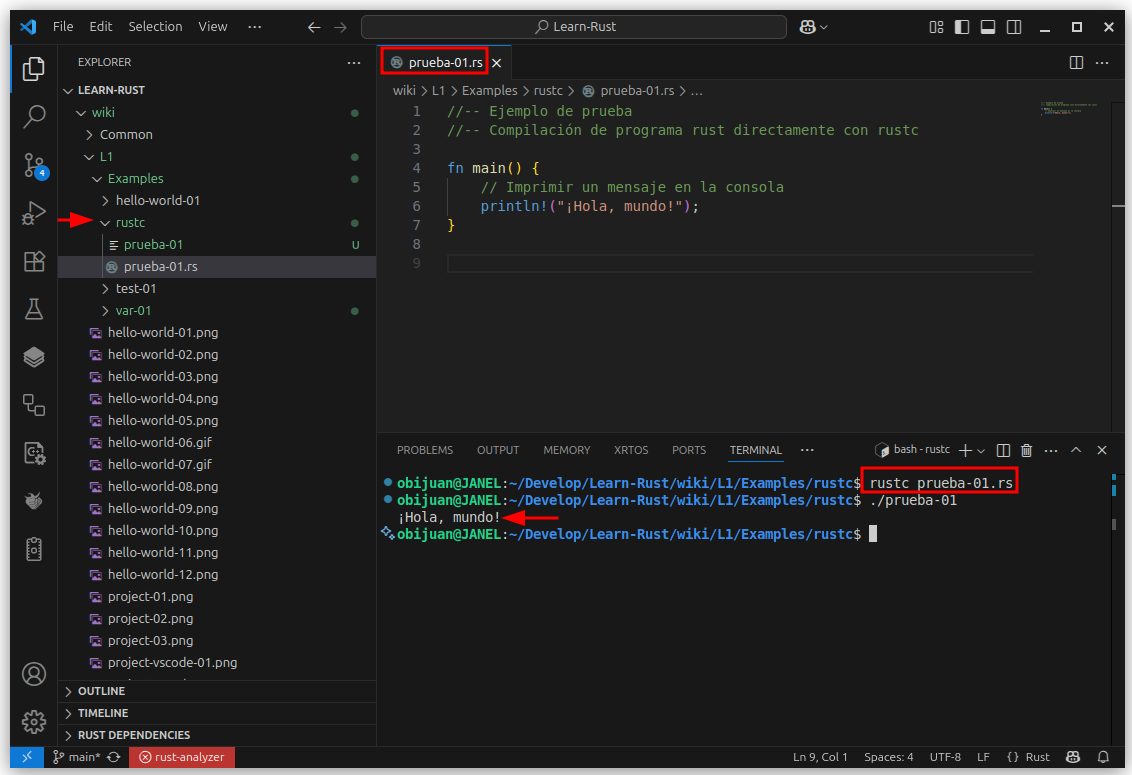 File Edit Selection View ··· Learn-Rust
EXPLORER ···
LEARN-RUST
wiki
Common
L1
Examples
hello-world-01
rustc
prueba-01 U
prueba-01.rs
test-01
var-01
hello-world-01.png
hello-world-02.png
hello-world-03.png
hello-world-04.png
hello-world-05.png
hello-world-06.gif
hello-world-07.gif
hello-world-08.png
hello-world-09.png
hello-world-10.png
hello-world-11.png
hello-world-12.png
project-01.png
project-02.png
project-03.png
project-vscode-01.png
OUTLINE
TIMELINE
RUST DEPENDENCIES
4
prueba-01.rs
wiki > L1 > Examples > rustc > prueba-01.rs > ...
1 //-- Ejemplo de prueba
2 //-- Compilación de programa rust directamente con rustc
3
4 fn main() {
5 // Imprimir un mensaje en la consola
6 println!("¡Hola, mundo!");
7 }
8
9
PROBLEMS OUTPUT MEMORY XRTOS PORTS TERMINAL ··· bash - rustc
obijuan@JANEL:~/Develop/Learn-Rust/wiki/L1/Examples/rustc$ rustc prueba-01.rs
obijuan@JANEL:~/Develop/Learn-Rust/wiki/L1/Examples/rustc$ ./prueba-01
¡Hola, mundo!
obijuan@JANEL:~/Develop/Learn-Rust/wiki/L1/Examples/rustc$
main* rust-analyzer Ln 9, Col 1 Spaces: 4 UTF-8 LF {} Rust